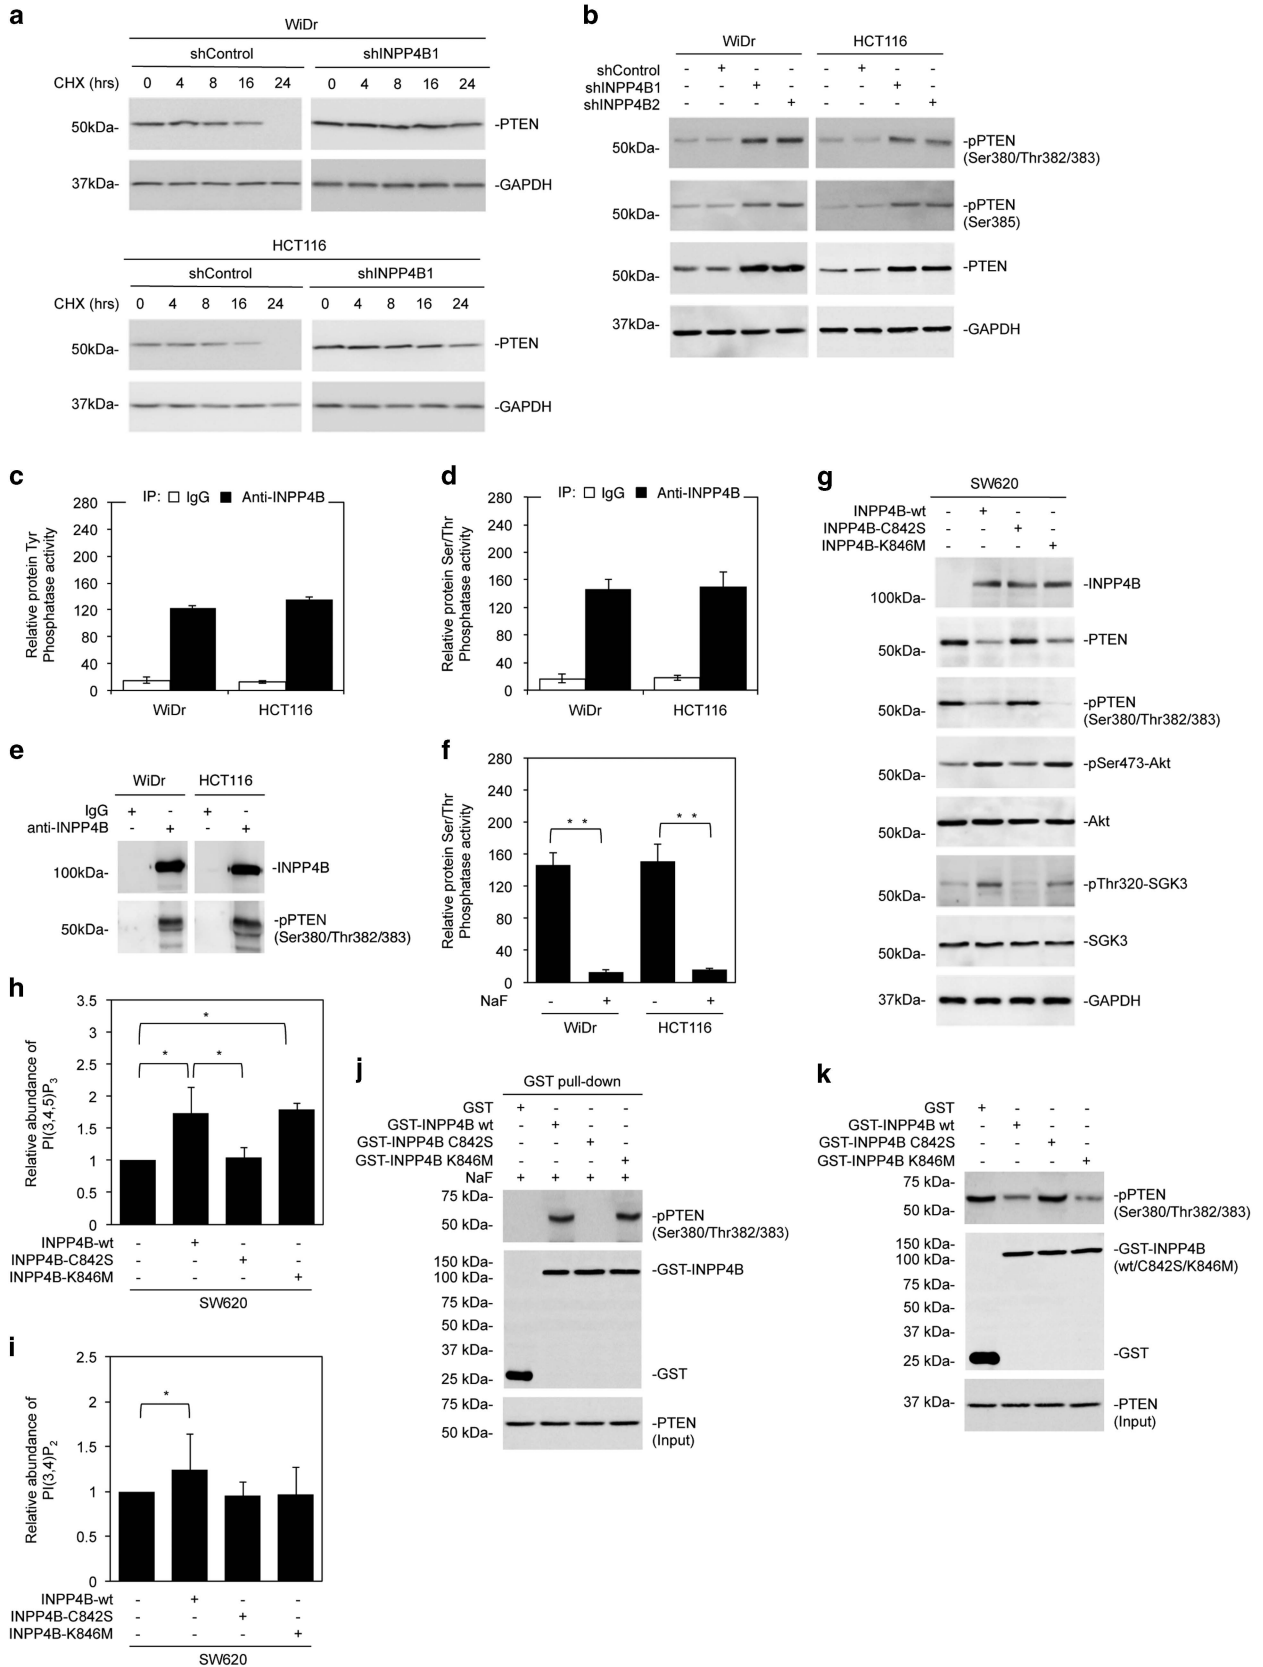 a
WiDr
shControl shINPP4B1
CHX (hrs) 0 4 8 16 24 0 4 8 16 24
50kDa- -PTEN
37kDa- -GAPDH
HCT116
shControl shINPP4B1
CHX (hrs) 0 4 8 16 24 0 4 8 16 24
50kDa- -PTEN
37kDa- -GAPDH
b
WiDr HCT116
shControl - + - - - + - -
shINPP4B1 - - + - - - + -
shINPP4B2 - - - + - - - +
50kDa- -pPTEN
(Ser380/Thr382/383)
50kDa- -pPTEN
(Ser385)
50kDa- -PTEN
37kDa- -GAPDH
c
IP: IgG Anti-INPP4B
Relative protein Tyr
Phosphatase activity
280
240
200
160
120
80
40
0
WiDr HCT116
d
IP: IgG Anti-INPP4B
Relative protein Ser/Thr
Phosphatase activity
280
240
200
160
120
80
40
0
WiDr HCT116
e
WiDr HCT116
IgG + - + -
anti-INPP4B - + - +
100kDa- -INPP4B
50kDa- -pPTEN
(Ser380/Thr382/383)
f
Relative protein Ser/Thr
Phosphatase activity
280
240
200
160
120
80
40
0
* * * *
NaF - + - +
WiDr HCT116
g
SW620
INPP4B-wt - + - -
INPP4B-C842S - - + -
INPP4B-K846M - - - +
100kDa- -INPP4B
50kDa- -PTEN
50kDa- -pPTEN
(Ser380/Thr382/383)
50kDa- -pSer473-Akt
50kDa- -Akt
50kDa- -pThr320-SGK3
50kDa- -SGK3
37kDa- -GAPDH
h
Relative abundance of
PI(3,4,5)P3
3.5
3
2.5
2
1.5
1
0.5
0
*
* *
INPP4B-wt - + - -
INPP4B-C842S - - + -
INPP4B-K846M - - - +
SW620
i
Relative abundance of
PI(3,4)P2
2.5
2
1.5
1
0.5
0
*
INPP4B-wt - + - -
INPP4B-C842S - - + -
INPP4B-K846M - - - +
SW620
j
GST pull-down
GST + - - -
GST-INPP4B wt - + - -
GST-INPP4B C842S - - + -
GST-INPP4B K846M - - - +
NaF + + + +
75 kDa-
50 kDa-
-pPTEN
(Ser380/Thr382/383)
150 kDa-
100 kDa-
-GST-INPP4B
75 kDa-
50 kDa-
37 kDa-
25 kDa- -GST
75 kDa-
50 kDa-
-PTEN
(Input)
k
GST + - - -
GST-INPP4B wt - + - -
GST-INPP4B C842S - - + -
GST-INPP4B K846M - - - +
75 kDa-
50 kDa-
-pPTEN
(Ser380/Thr382/383)
150 kDa-
100 kDa-
-GST-INPP4B
(wt/C842S/K846M)
75 kDa-
50 kDa-
37 kDa-
25 kDa- -GST
37 kDa- -PTEN
(Input)